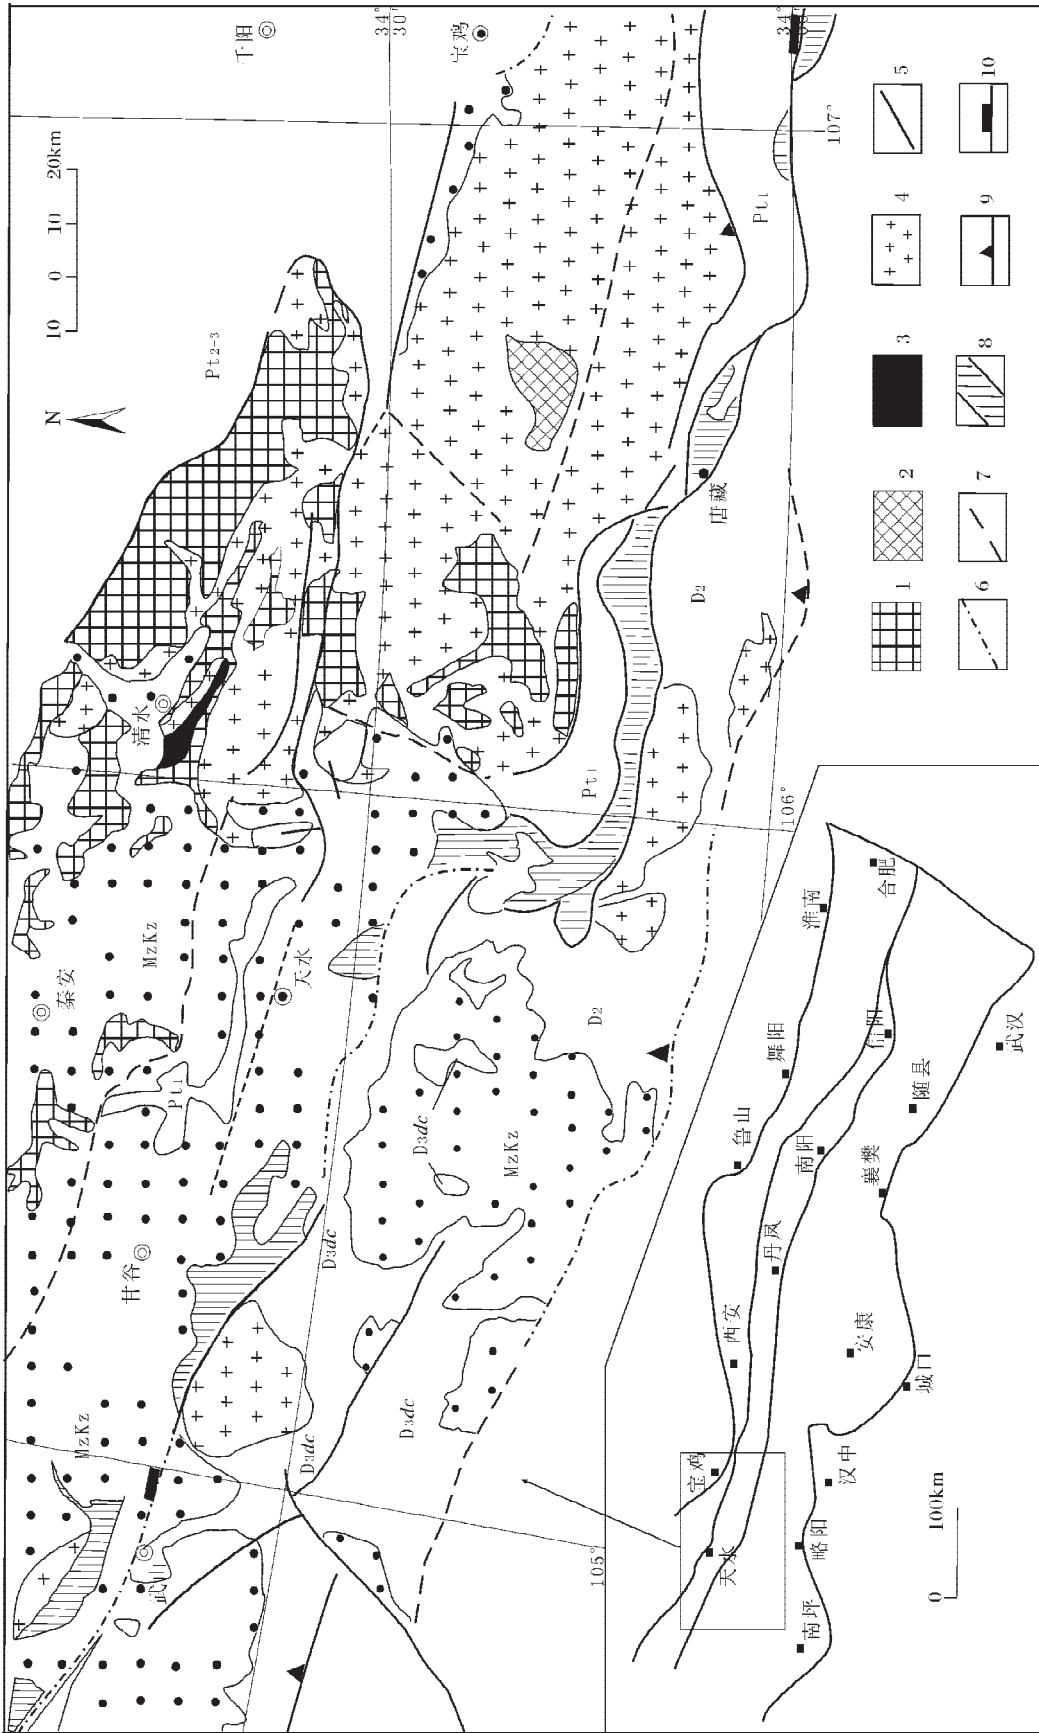 千阳
宝鸡
34°
30′
34°
107°
20km
10
0
10
N
Pt₂₋₃
Pt₁
清水
唐藏
D₂
秦安
MzKz
天水
Pt₁
106°
Pt₁
D₂
甘谷
D₃dc
MzKz
D₃dc
MzKz
D₃dc
D₃dc
武山
105°
1
2
3
4
5
6
7
8
9
10
合肥
淮南
信阳
武汉
舞阳
随县
鲁山
南阳
襄樊
丹凤
西安
安康
城口
宝鸡
汉中
天水
略阳
南坪
0
100km